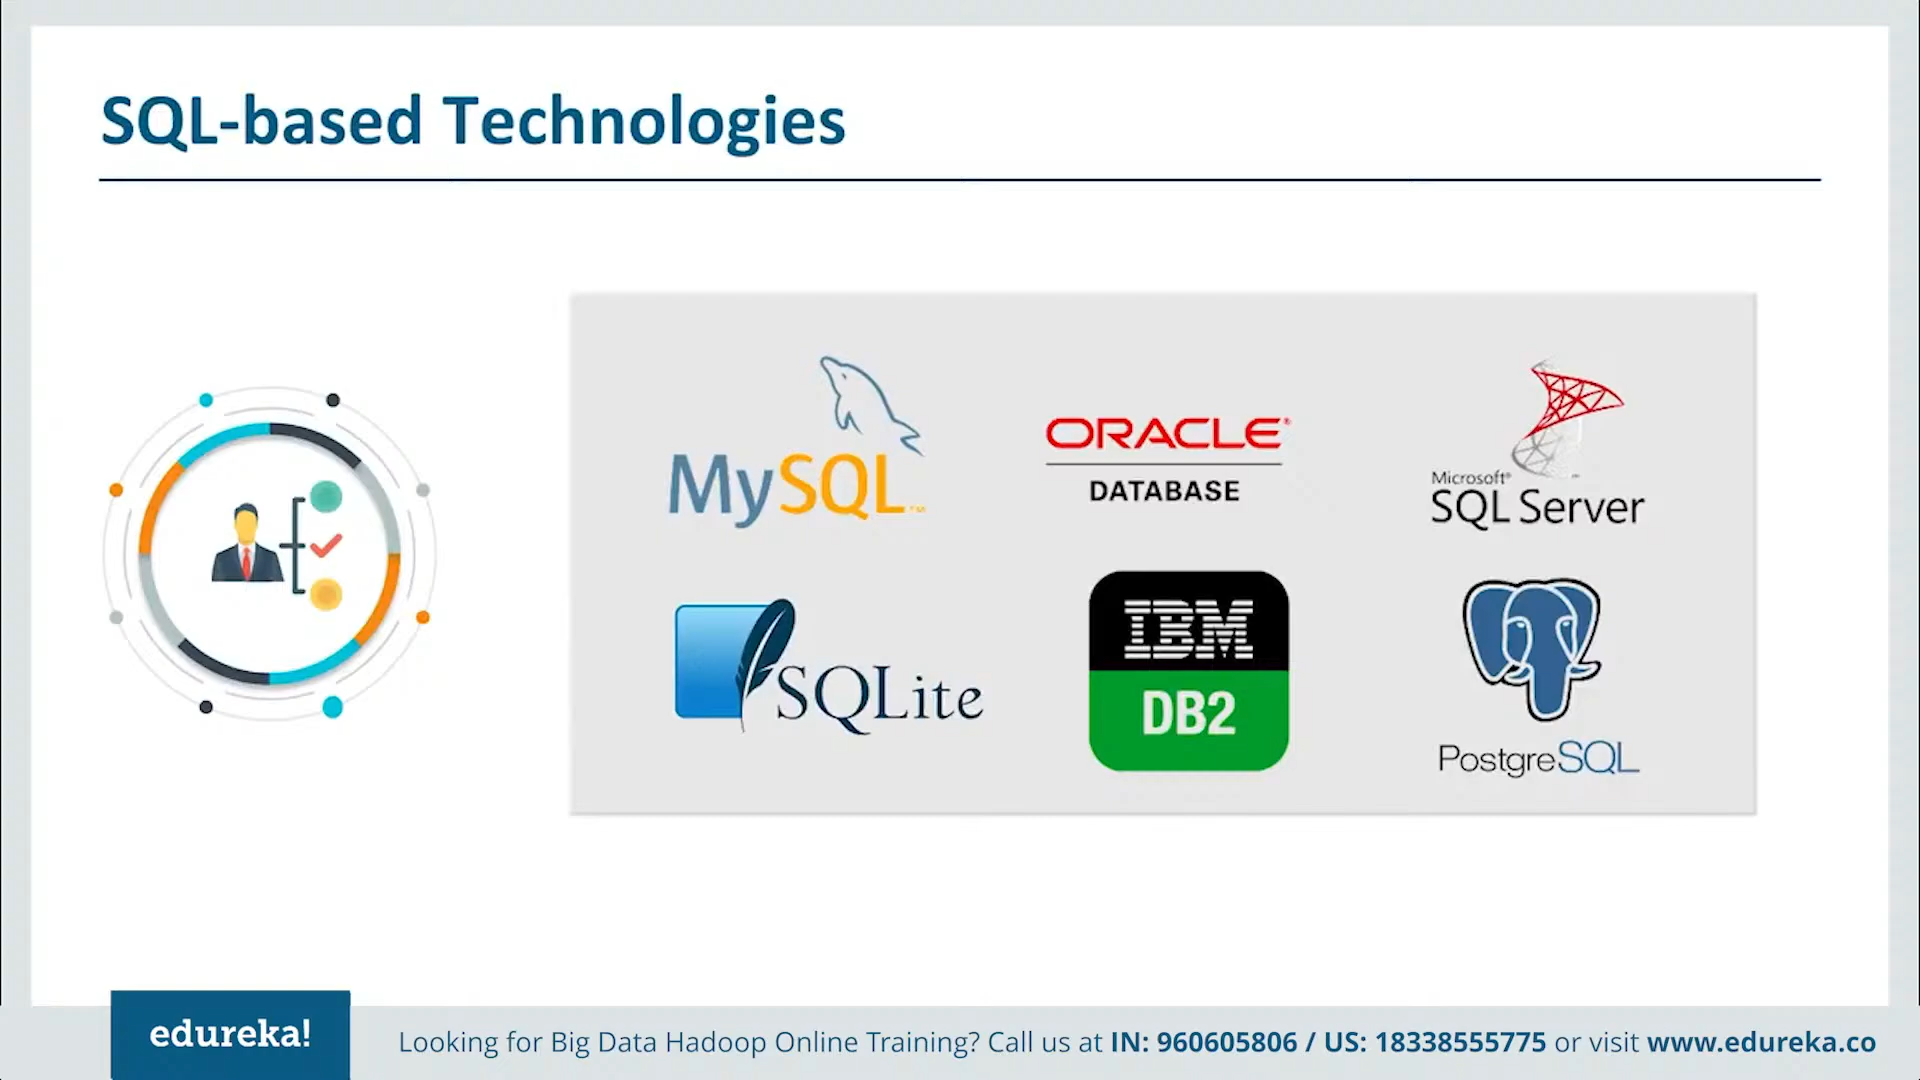 SQL-based Technologies
MySQL™
ORACLE®
DATABASE
Microsoft®
SQL Server
SQLite
IBM
DB2
PostgreSQL
edureka!
Looking for Big Data Hadoop Online Training? Call us at IN: 960605806 / US: 18338555775 or visit www.edureka.co